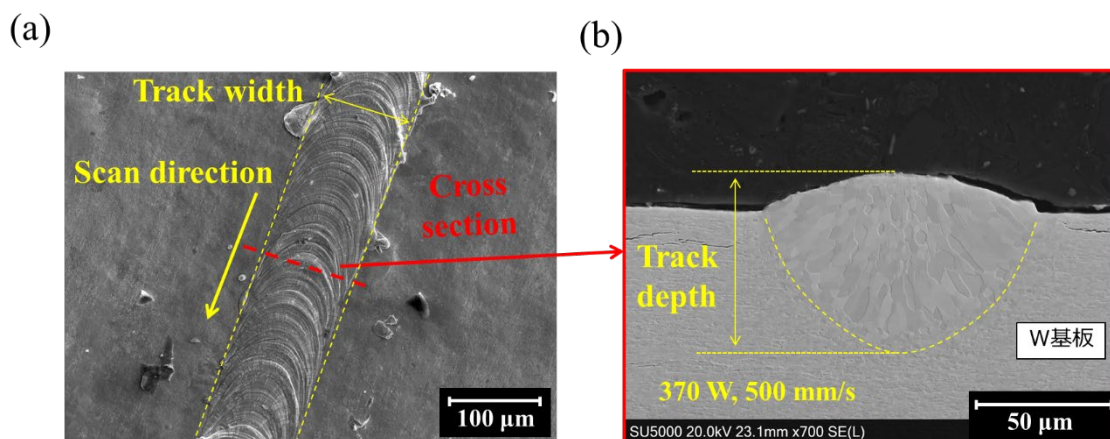 (a)
(b)
Track width
Scan direction
Cross
section
100 μm
Track
depth
W基板
370 W, 500 mm/s
50 μm
SU5000 20.0kV 23.1mm x700 SE(L)